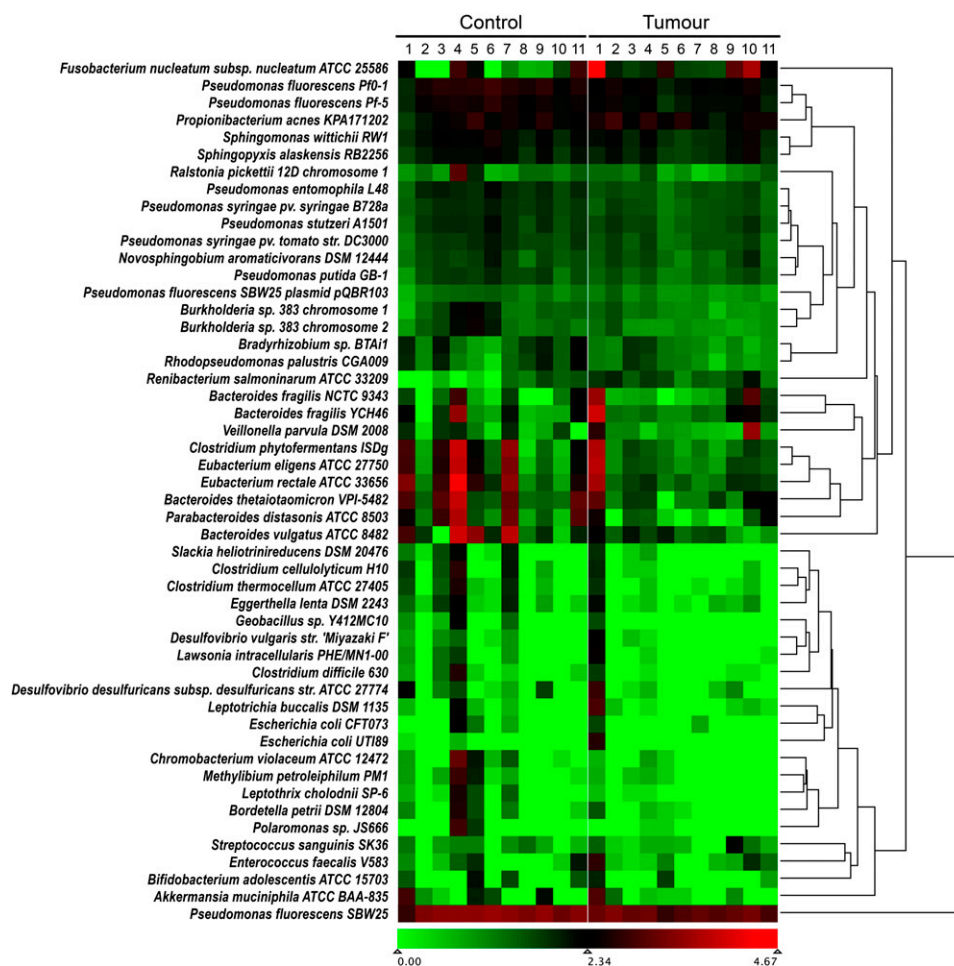 Control Tumour
1 2 3 4 5 6 7 8 9 10 11 1 2 3 4 5 6 7 8 9 10 11
Fusobacterium nucleatum subsp. nucleatum ATCC 25586
Pseudomonas fluorescens Pf0-1
Pseudomonas fluorescens Pf-5
Propionibacterium acnes KPA171202
Sphingomonas wittichii RW1
Sphingopyxis alaskensis RB2256
Ralstonia pickettii 12D chromosome 1
Pseudomonas entomophila L48
Pseudomonas syringae pv. syringae B728a
Pseudomonas stutzeri A1501
Pseudomonas syringae pv. tomato str. DC3000
Novosphingobium aromaticivorans DSM 12444
Pseudomonas putida GB-1
Pseudomonas fluorescens SBW25 plasmid pQBR103
Burkholderia sp. 383 chromosome 1
Burkholderia sp. 383 chromosome 2
Bradyrhizobium sp. BTAi1
Rhodopseudomonas palustris CGA009
Renibacterium salmoninarum ATCC 33209
Bacteroides fragilis NCTC 9343
Bacteroides fragilis YCH46
Veillonella parvula DSM 2008
Clostridium phytofermentans ISDg
Eubacterium eligens ATCC 27750
Eubacterium rectale ATCC 33656
Bacteroides thetaiotaomicron VPI-5482
Parabacteroides distasonis ATCC 8503
Bacteroides vulgatus ATCC 8482
Slackia heliotrinireducens DSM 20476
Clostridium cellulolyticum H10
Clostridium thermocellum ATCC 27405
Eggerthella lenta DSM 2243
Geobacillus sp. Y412MC10
Desulfovibrio vulgaris str. 'Miyazaki F'
Lawsonia intracellularis PHE/MN1-00
Clostridium difficile 630
Desulfovibrio desulfuricans subsp. desulfuricans str. ATCC 27774
Leptotrichia buccalis DSM 1135
Escherichia coli CFT073
Escherichia coli UTI89
Chromobacterium violaceum ATCC 12472
Methylibium petroleiphilum PM1
Leptothrix cholodnii SP-6
Bordetella petrii DSM 12804
Polaromonas sp. JS666
Streptococcus sanguinis SK36
Enterococcus faecalis V583
Bifidobacterium adolescentis ATCC 15703
Akkermansia muciniphila ATCC BAA-835
Pseudomonas fluorescens SBW25
0.00 2.34 4.67